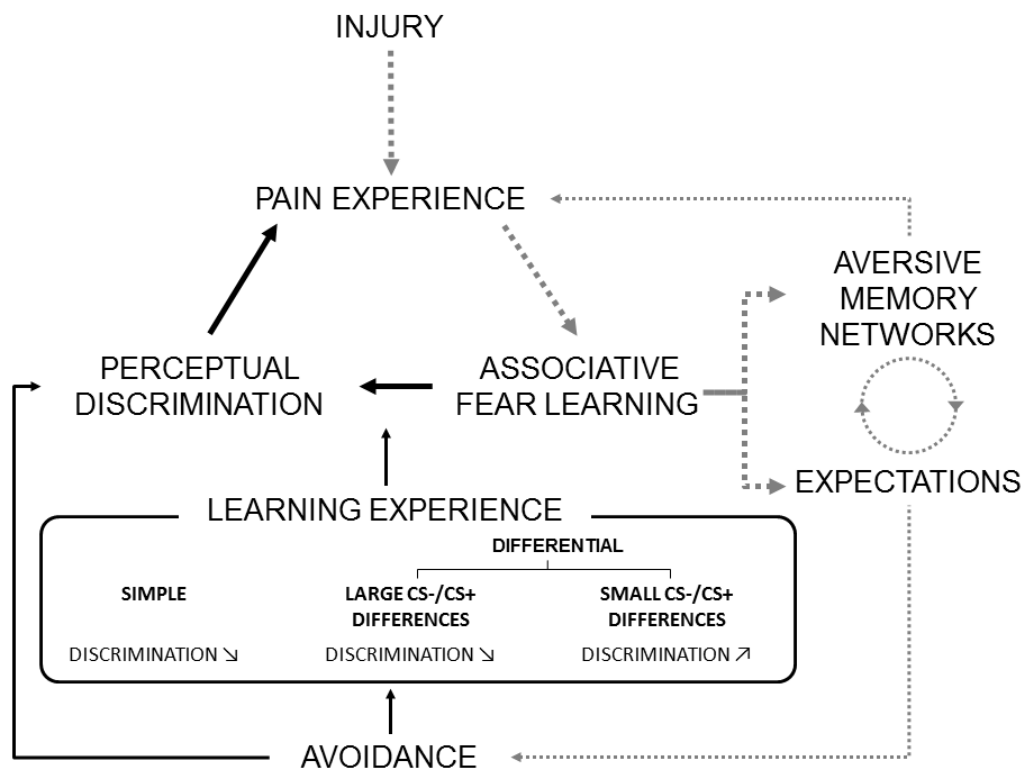 INJURY
PAIN EXPERIENCE
AVERSIVE
MEMORY
NETWORKS
PERCEPTUAL
DISCRIMINATION
ASSOCIATIVE
FEAR LEARNING
EXPECTATIONS
LEARNING EXPERIENCE
DIFFERENTIAL
SIMPLE
LARGE CS-/CS+
DIFFERENCES
SMALL CS-/CS+
DIFFERENCES
DISCRIMINATION ↘
DISCRIMINATION ↘
DISCRIMINATION ↗
AVOIDANCE